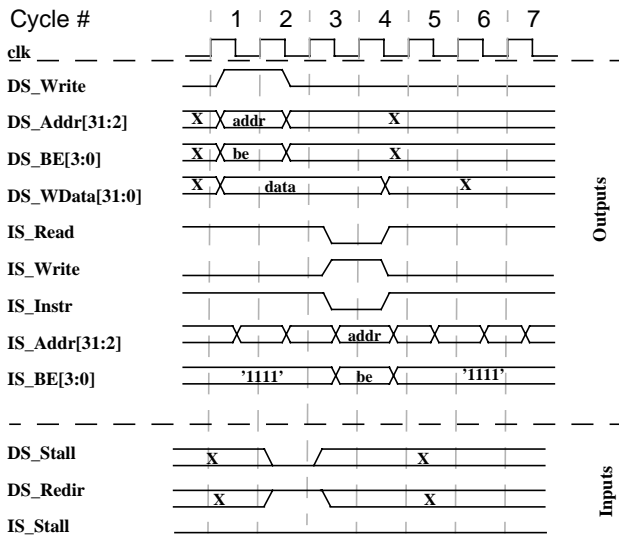 Cycle # 1 2 3 4 5 6 7
clk
DS_Write
DS_Addr[31:2] X addr X
DS_BE[3:0] X be X
DS_WData[31:0] X data X
IS_Read
IS_Write
IS_Instr
IS_Addr[31:2] addr
IS_BE[3:0] '1111' be '1111'
Outputs
DS_Stall X X
DS_Redir X X
IS_Stall
Inputs